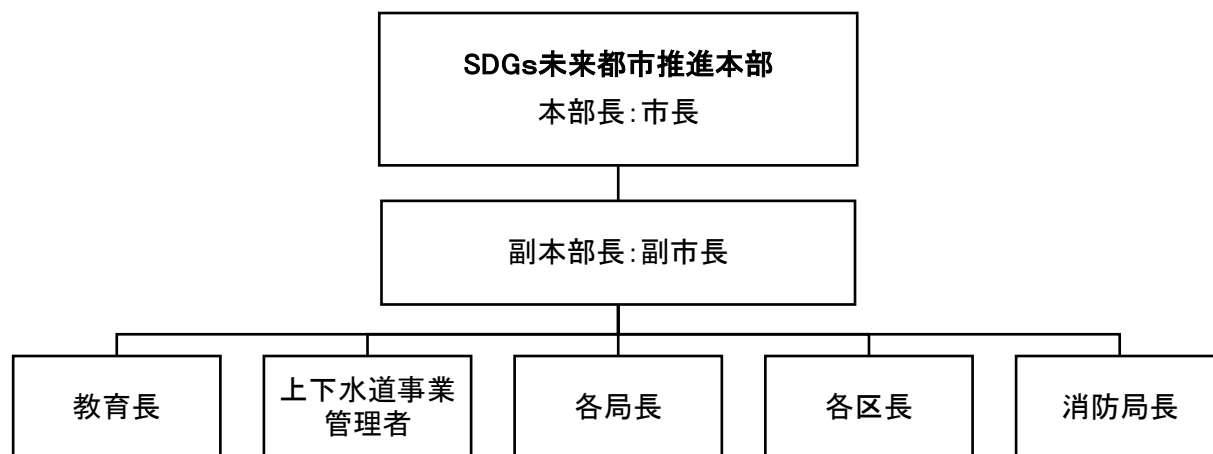 SDGs未来都市推進本部
本部長：市長
副本部長：副市長
教育長
上下水道事業
管理者
各局長
各区長
消防局長